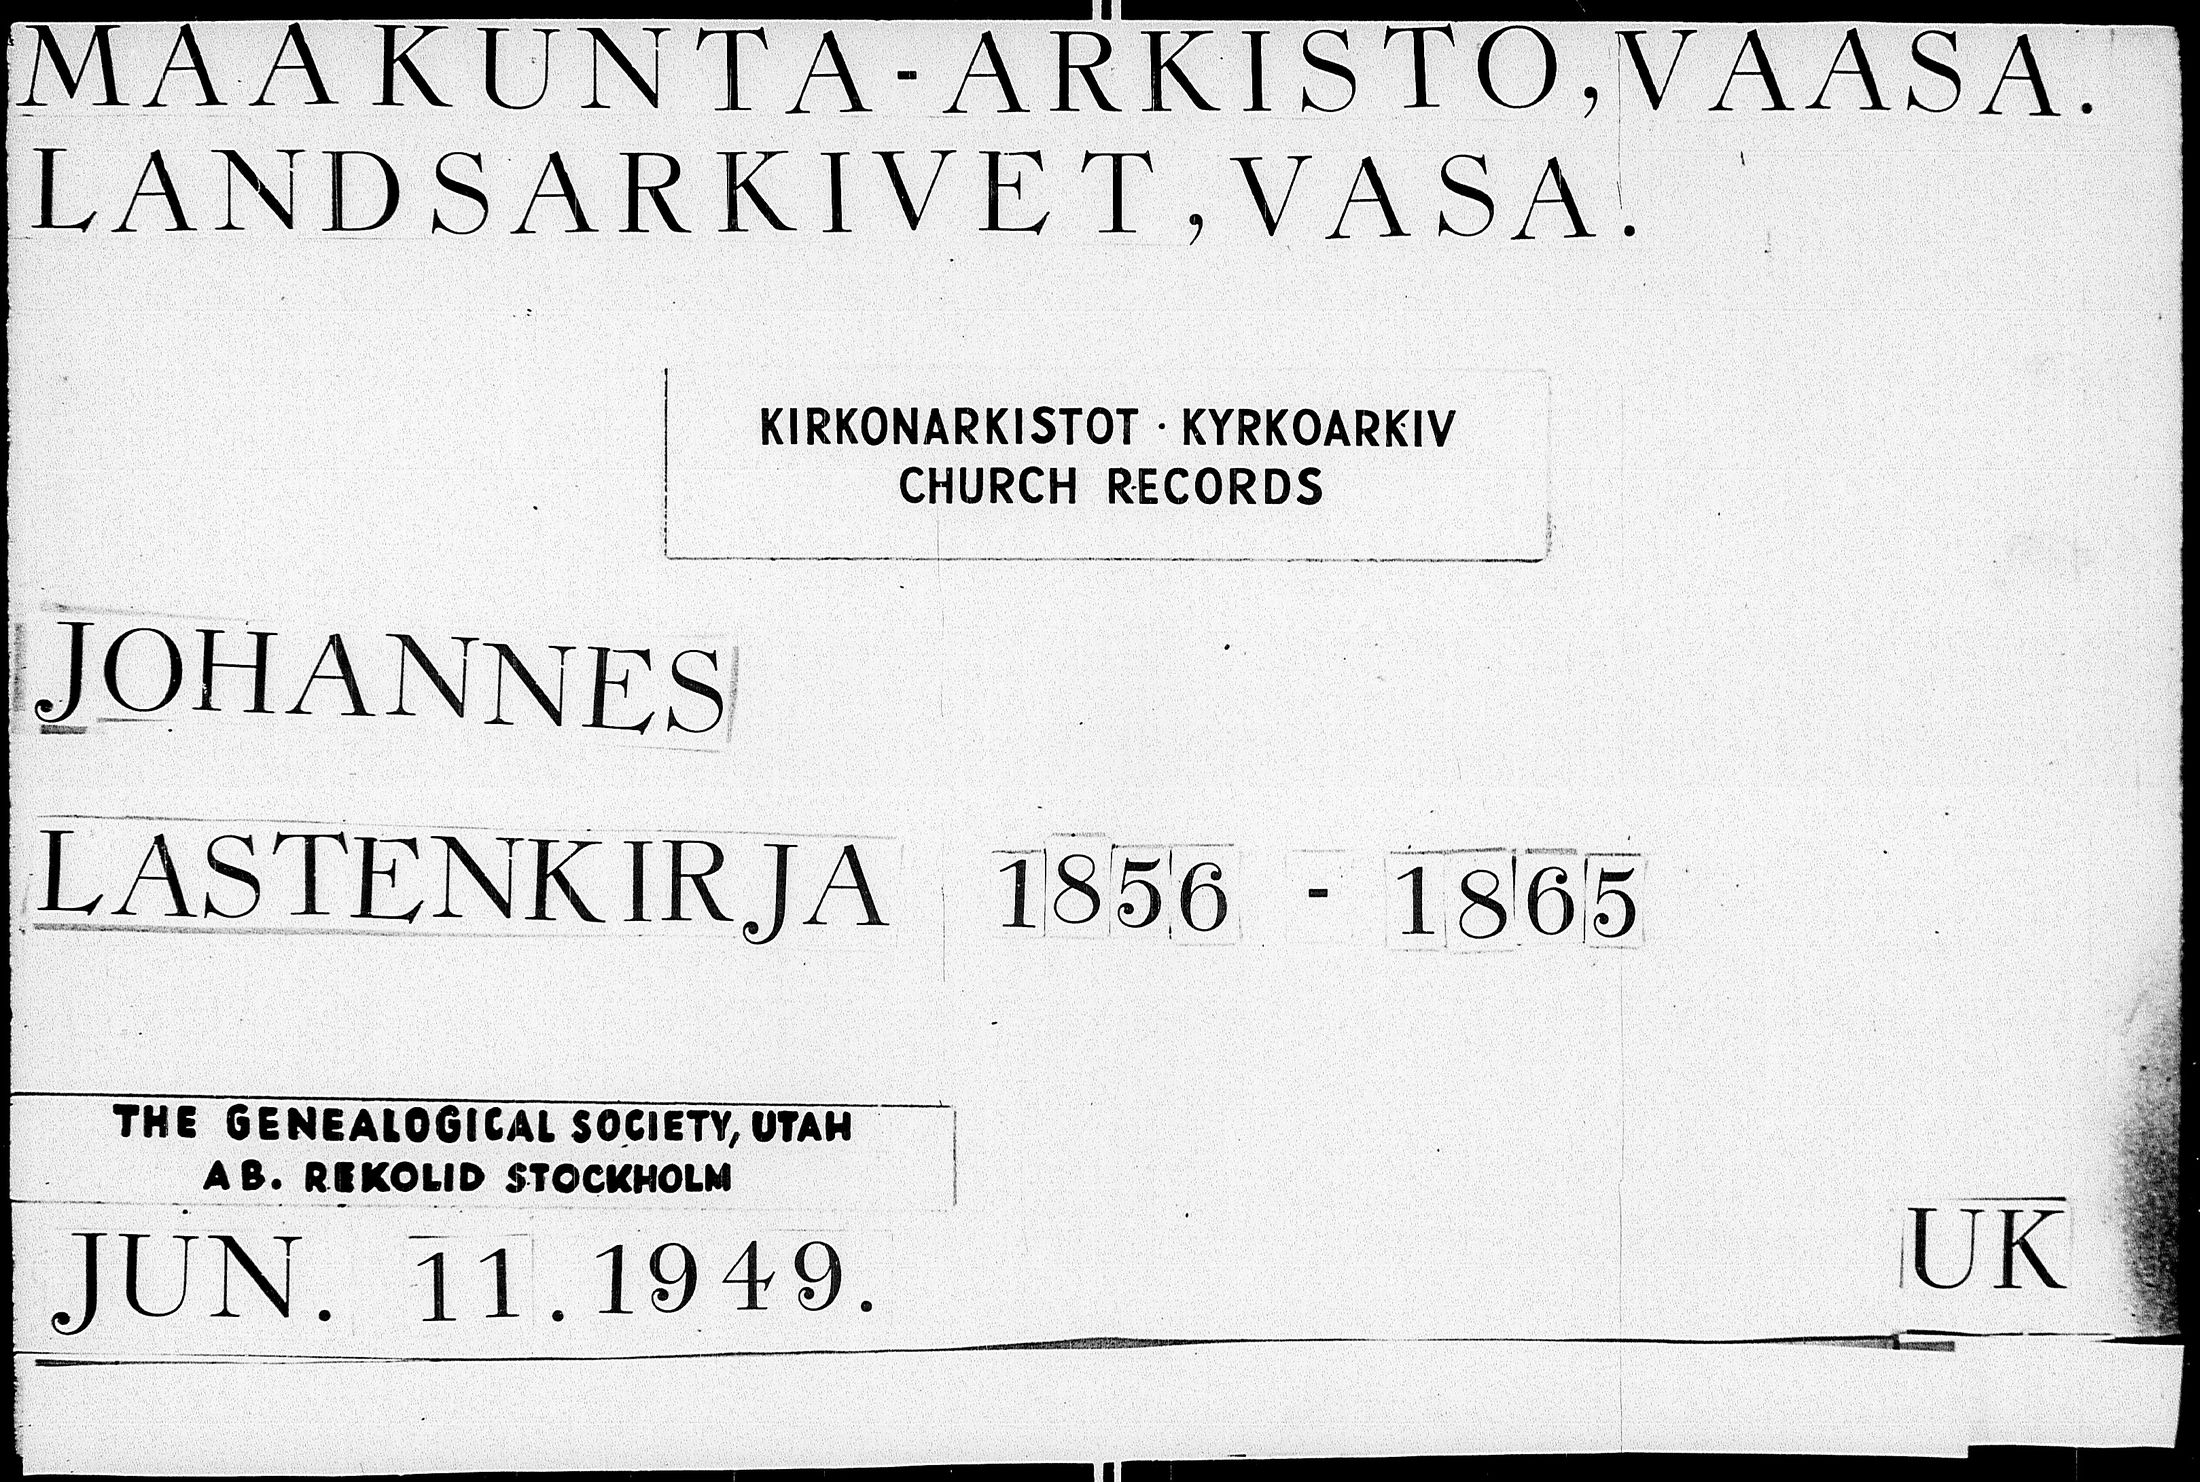 MAAKUNTA-ARKISTO, VAASA.
LANDSARKIVET, VASA.
KIRKONARKISTOT · KYRKOARKIV
CHURCH RECORDS
JOHANNES
LASTENKIRJA 1856 - 1865
THE GENEALOGICAL SOCIETY, UTAH
AB. REKOLID STOCKHOLM
JUN. 11. 1949.
UK